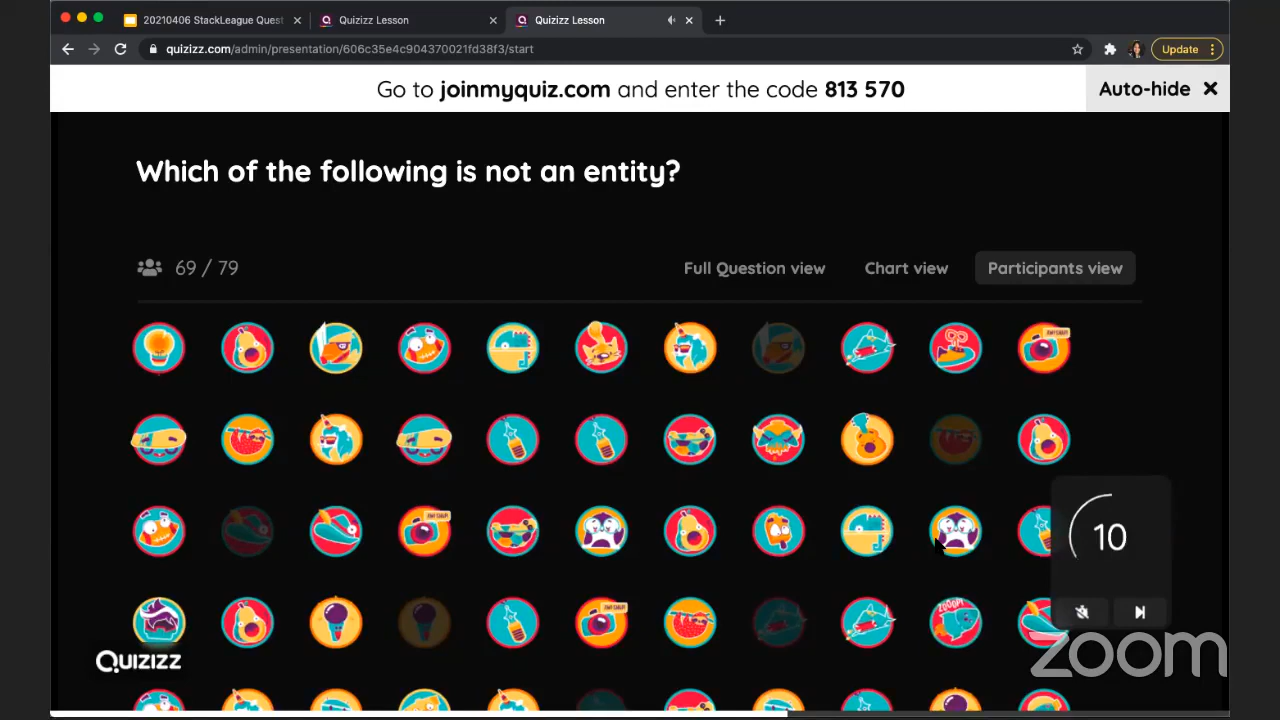 20210406 StackLeague Quest
Quizizz Lesson
Quizizz Lesson
quizizz.com/admin/presentation/606c35e4c904370021fd38f3/start
Update
Go to joinmyquiz.com and enter the code 813 570
Auto-hide
Which of the following is not an entity?
69 / 79
Full Question view
Chart view
Participants view
10
QUIZIZZ
zoom